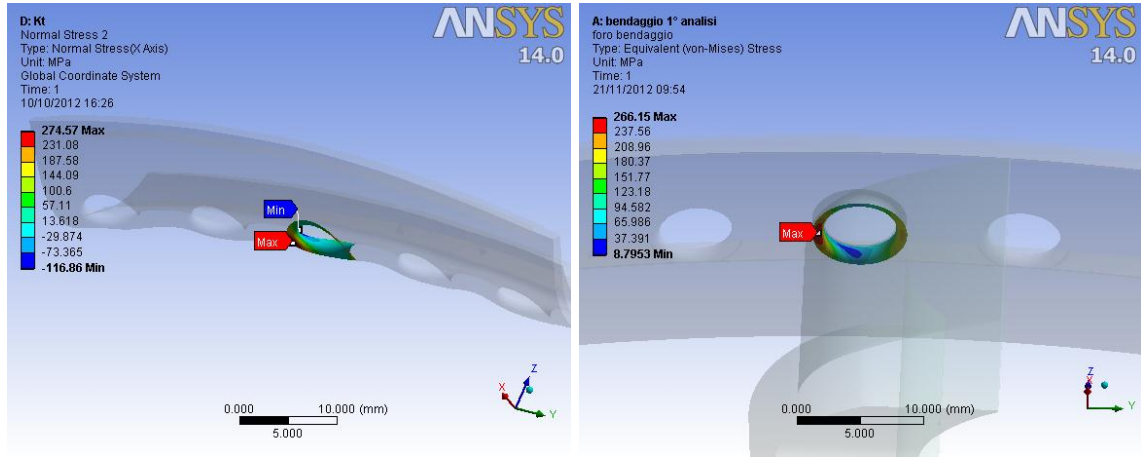 D: Kt
Normal Stress 2
Type: Normal Stress(X Axis)
Unit: MPa
Global Coordinate System
Time: 1
10/10/2012 16:26
ANSYS
14.0
274.57 Max
231.08
187.58
144.09
100.6
57.11
13.618
-29.874
-73.365
-116.86 Min
Min
Max
0.000
10.000 (mm)
5.000
X
Y
Z
A: bendaggio 1° analisi
foro bendaggio
Type: Equivalent (von-Mises) Stress
Unit: MPa
Time: 1
21/11/2012 09:54
ANSYS
14.0
266.15 Max
237.56
208.96
180.37
151.77
123.18
94.582
65.986
37.391
8.7953 Min
Max
0.000
10.000 (mm)
5.000
Z
X
Y